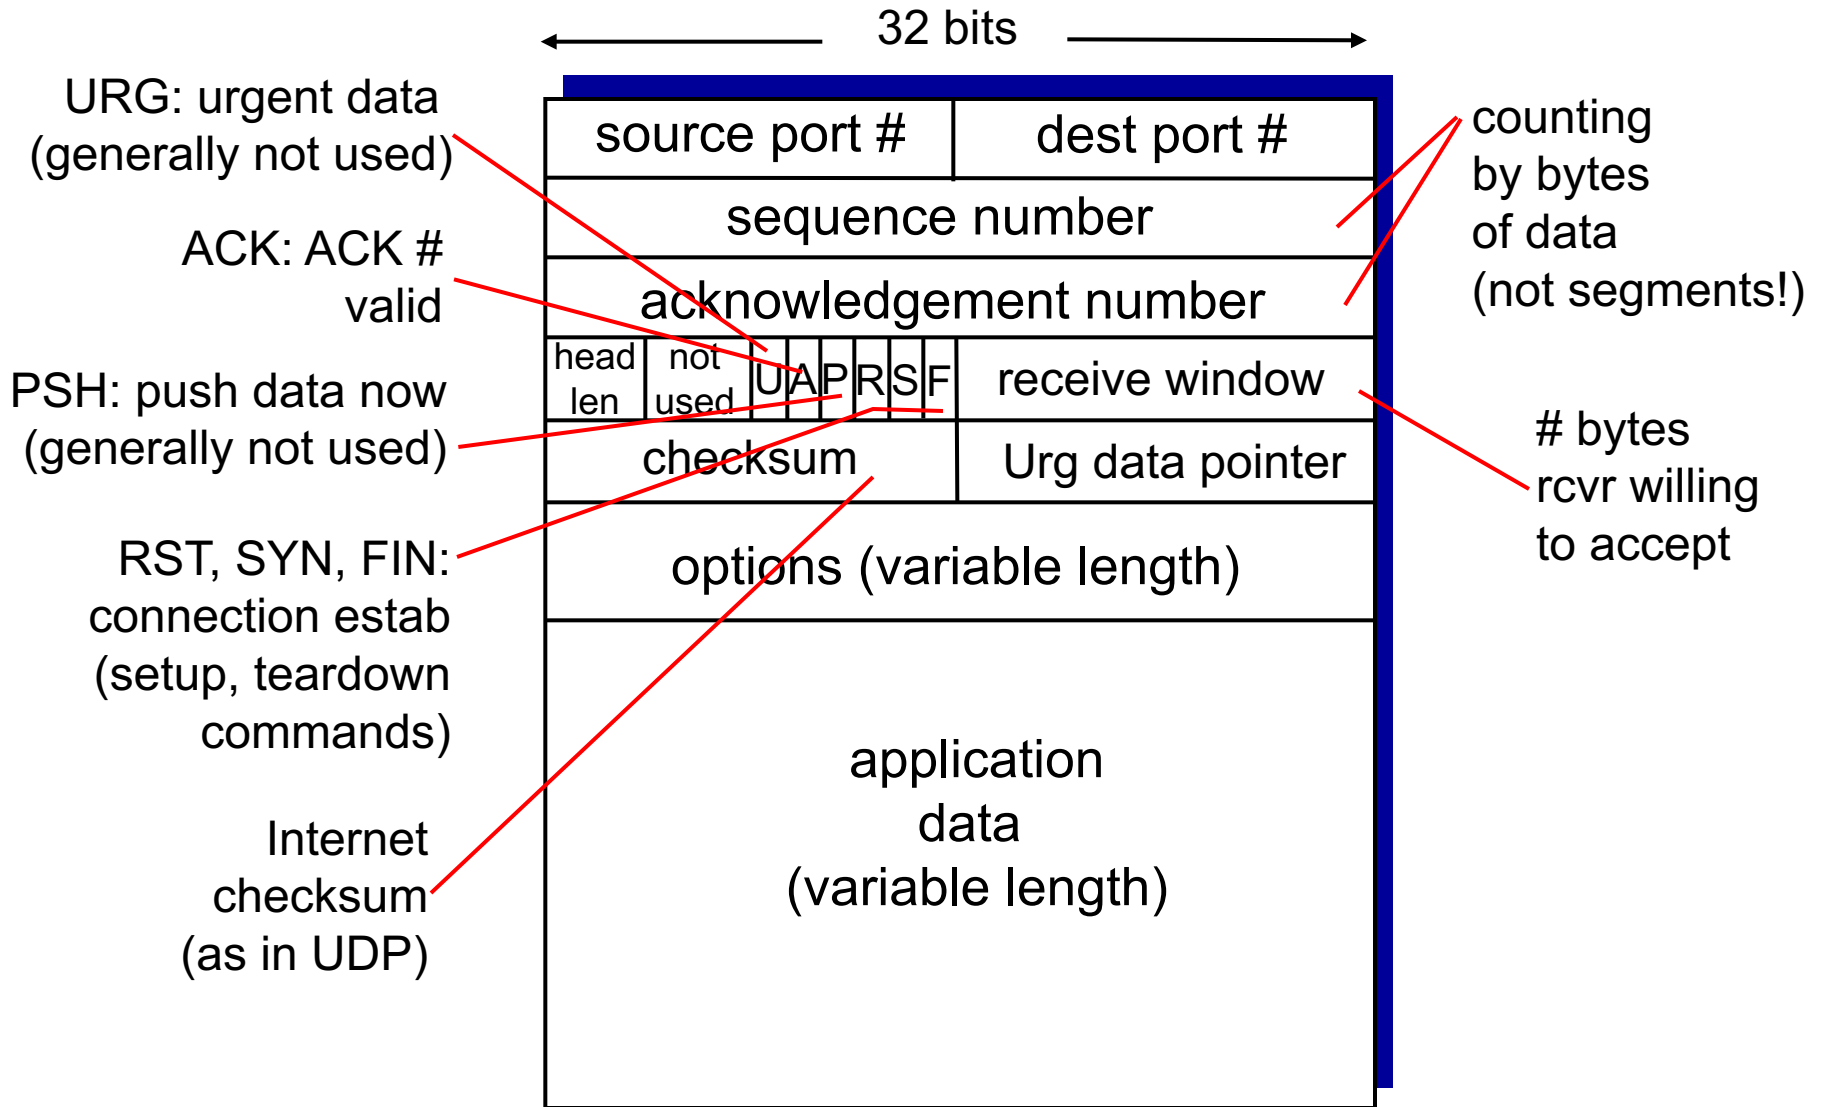 32 bits
URG: urgent data
(generally not used)
ACK: ACK #
valid
PSH: push data now
(generally not used)
RST, SYN, FIN:
connection estab
(setup, teardown
commands)
Internet
checksum
(as in UDP)
source port #
dest port #
sequence number
acknowledgement number
head
len
not
used
U
A
P
R
S
F
receive window
checksum
Urg data pointer
options (variable length)
application
data
(variable length)
counting
by bytes
of data
(not segments!)
# bytes
rcvr willing
to accept